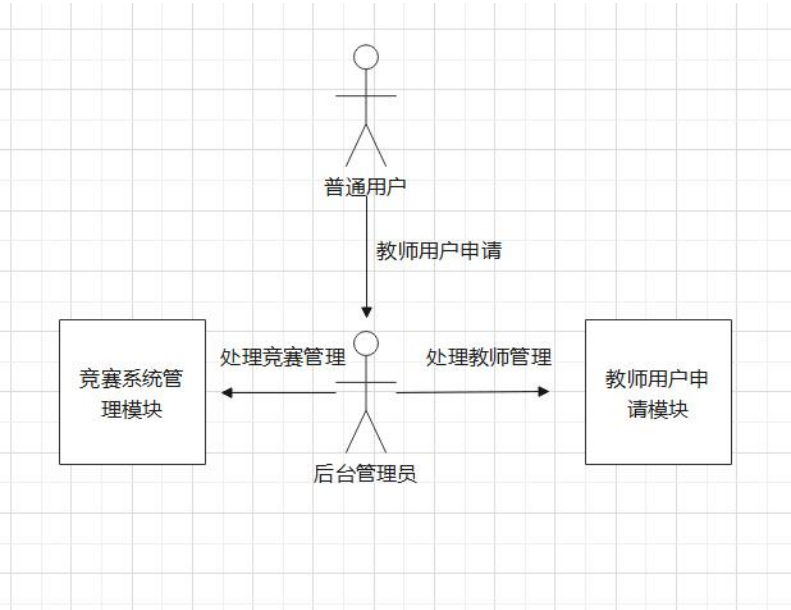 普通用户
教师用户申请
处理竞赛管理
处理教师管理
竞赛系统管
理模块
教师用户申
请模块
后台管理员